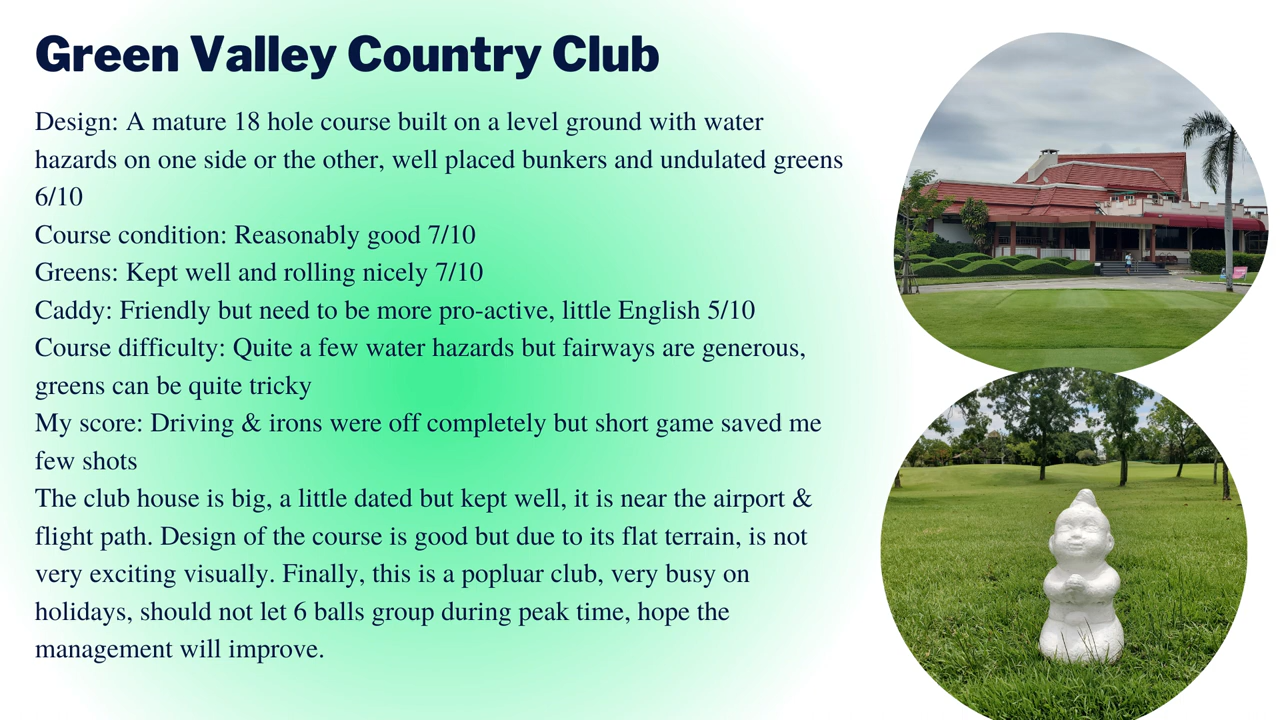 Green Valley Country Club
Design: A mature 18 hole course built on a level ground with water
hazards on one side or the other, well placed bunkers and undulated greens
6/10
Course condition: Reasonably good 7/10
Greens: Kept well and rolling nicely 7/10
Caddy: Friendly but need to be more pro-active, little English 5/10
Course difficulty: Quite a few water hazards but fairways are generous,
greens can be quite tricky
My score: Driving & irons were off completely but short game saved me
few shots
The club house is big, a little dated but kept well, it is near the airport &
flight path. Design of the course is good but due to its flat terrain, is not
very exciting visually. Finally, this is a popluar club, very busy on
holidays, should not let 6 balls group during peak time, hope the
management will improve.